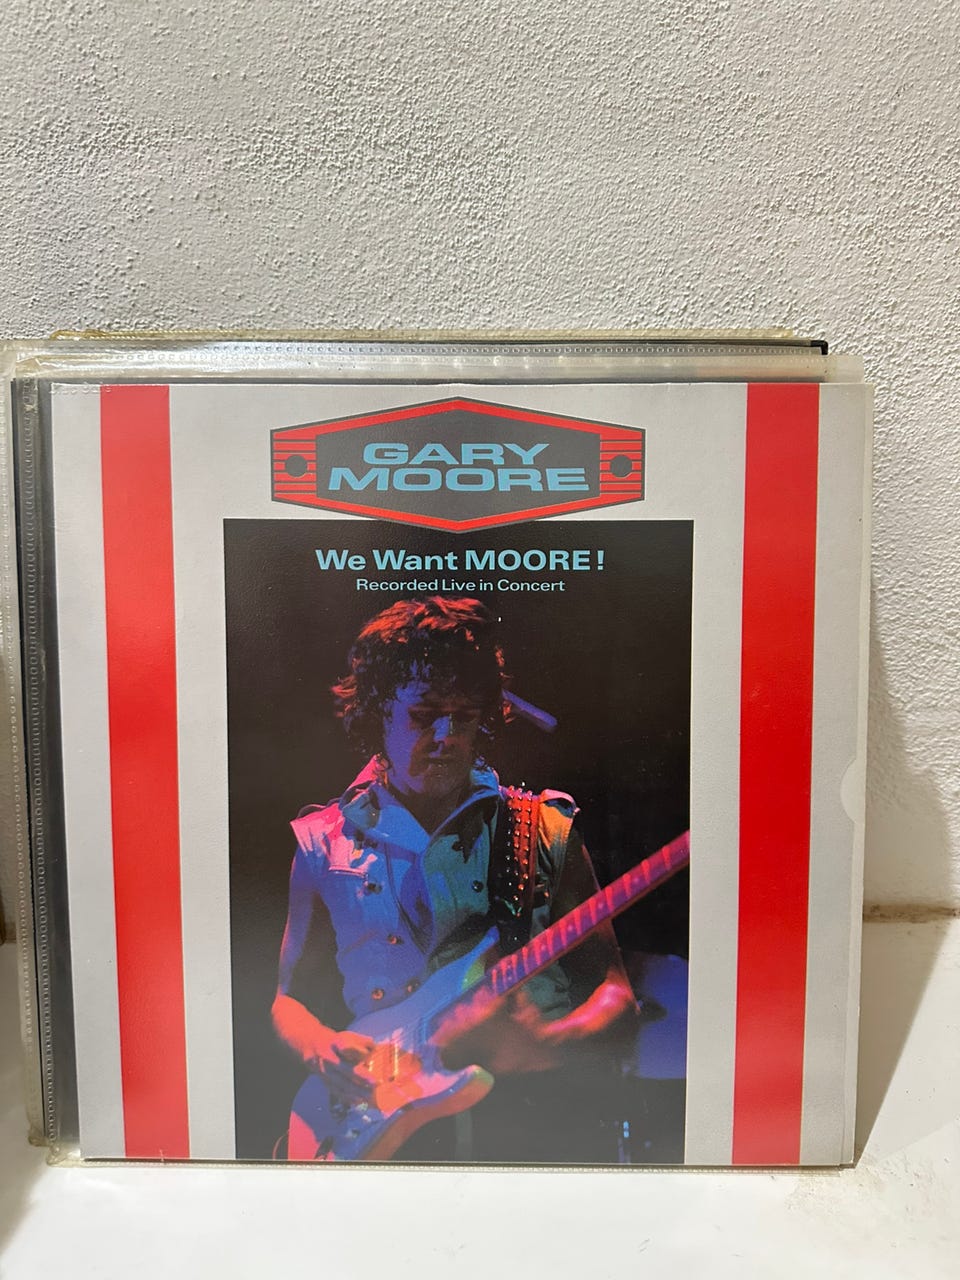 GARY
MOORE
We Want MOORE!
Recorded Live in Concert